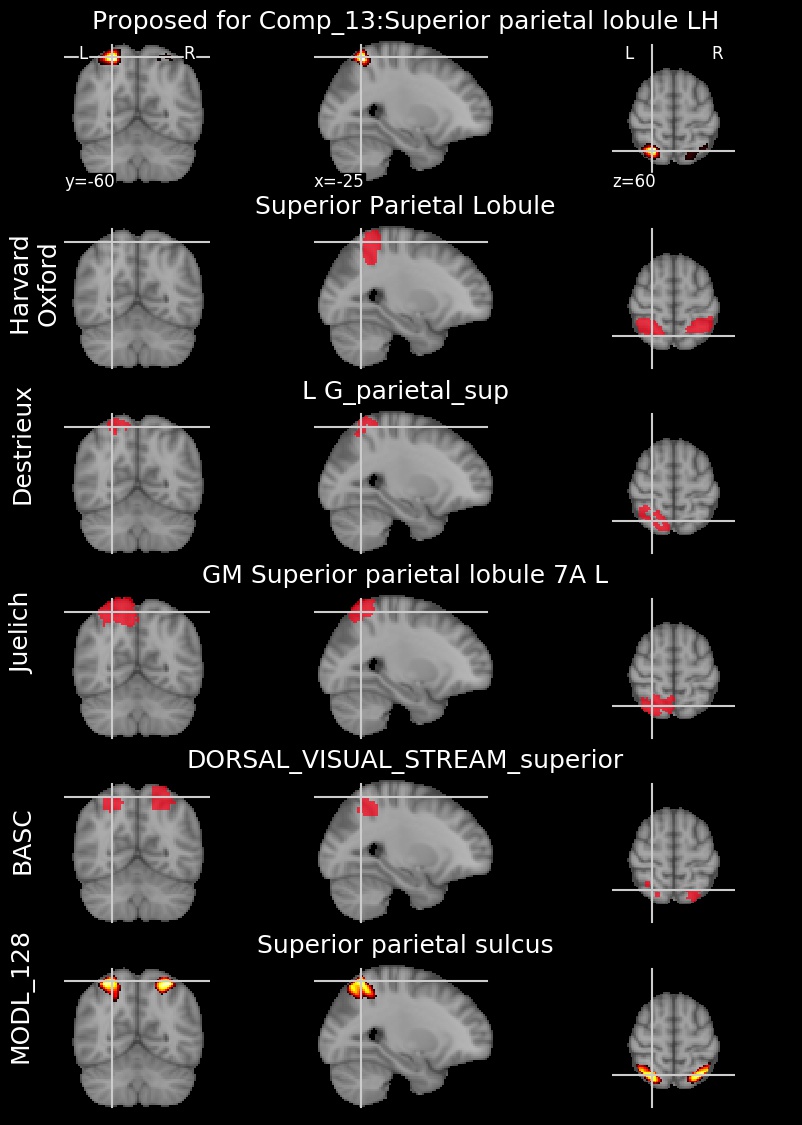 Proposed for Comp_13:Superior parietal lobule LH
L R
L R
y=-60 x=-25 z=60
Superior Parietal Lobule
Harvard
Oxford
L G_parietal_sup
Destrieux
GM Superior parietal lobule 7A L
Juelich
DORSAL_VISUAL_STREAM_superior
BASC
Superior parietal sulcus
MODL_128